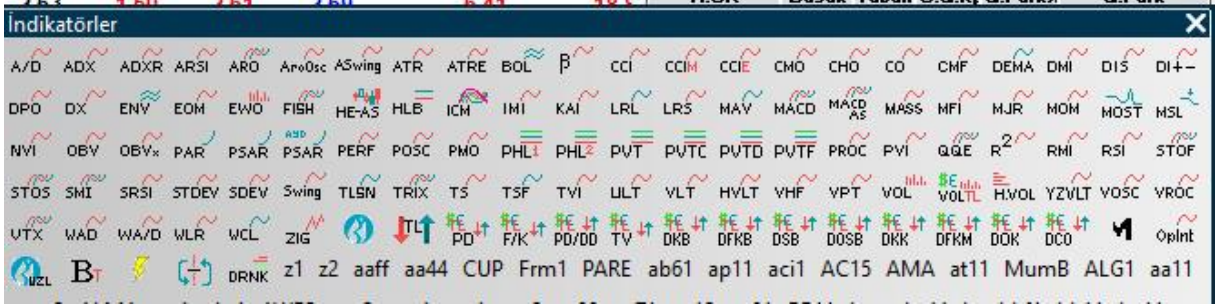 İndikatörler
A/D ADX ADXR ARSI ARO AroOsc ASwing ATR ATRE BOL β CCI CCIM CCIE CMO CHO CO CMF DEMA DMI DIS DI+-
DPO DX ENV EOM EWO FISH HE-AS HLB ICM IMI KAI LRL LRS MAV MACD MACD AS MASS MFI MJR MOM MOST MSL
NVI OBV OBVx PAR PSAR ASD PSAR PERF POSC PMO PHL1 PHL2 PVT PVTC PVTD PVTF PROC PVI QQE R2 RMI RSI STOF
STOS SMI SRSI STDEV SDEV Swing TLSN TRIX TS TSF TVI ULT VLT HVLT VHF VPT VOL $€ VOLTL H.VOL YZVLT VOSC VROC
VTX WAD WA/D WLR WCL ZIG TL $€ PD $€ F/K $€ PD/DD $€ TV $€ DKB $€ DFKB $€ DSB $€ DOSB $€ DKK $€ DFKM $€ DOK $€ DCO M OpInt
UZL BT DRNK z1 z2 aaff aa44 CUP Frm1 PARE ab61 ap11 aci1 AC15 AMA at11 MumB ALG1 aa11